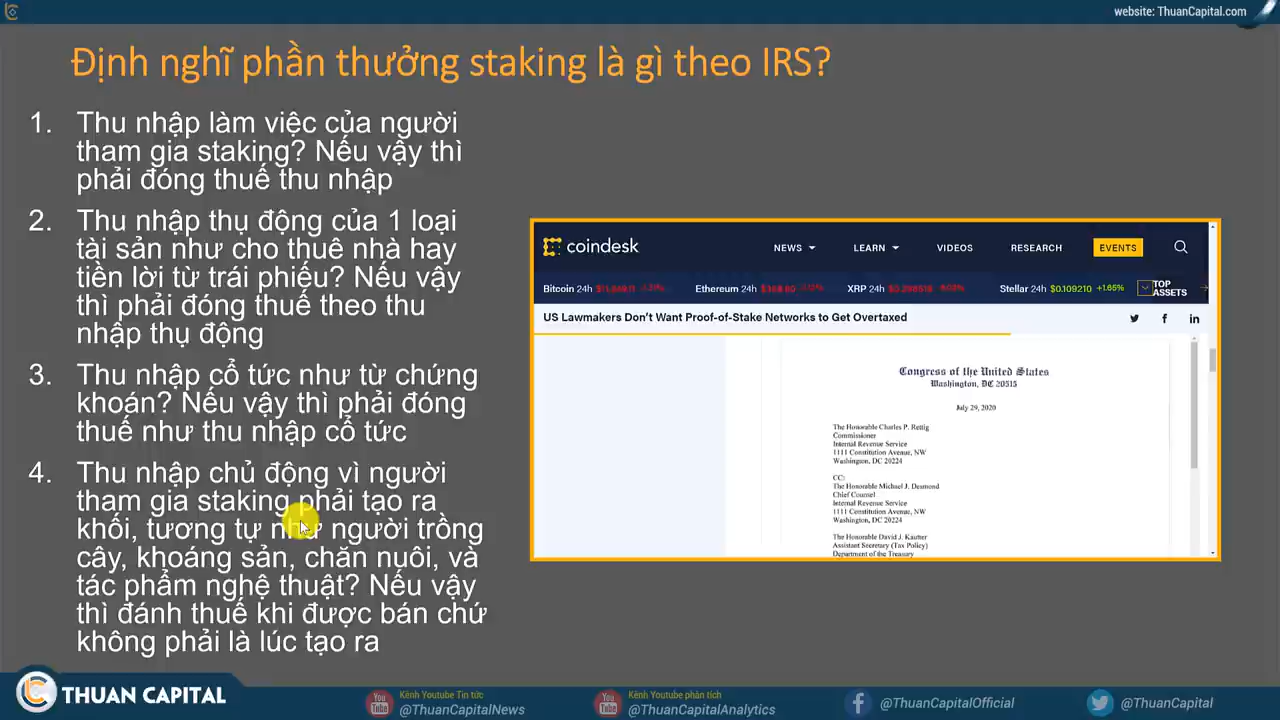 website: ThuanCapital.com
Định nghĩ phần thưởng staking là gì theo IRS?
1. Thu nhập làm việc của người
tham gia staking? Nếu vậy thì
phải đóng thuế thu nhập
2. Thu nhập thụ động của 1 loại
tài sản như cho thuê nhà hay
tiền lời từ trái phiếu? Nếu vậy
thì phải đóng thuế theo thu
nhập thụ động
3. Thu nhập cổ tức như từ chứng
khoán? Nếu vậy thì phải đóng
thuế như thu nhập cổ tức
4. Thu nhập chủ động vì người
tham gia staking phải tạo ra
khối, tương tự như người trồng
cây, khoáng sản, chăn nuôi, và
tác phẩm nghệ thuật? Nếu vậy
thì đánh thuế khi được bán chứ
không phải là lúc tạo ra
coindesk NEWS LEARN VIDEOS RESEARCH EVENTS
Bitcoin 24h Ethereum 24h XRP 24h Stellar 24h $0.109210 +1.65% TOP ASSETS
US Lawmakers Don't Want Proof-of-Stake Networks to Get Overtaxed
Congress of the United States
Washington, DC 20515
July 29, 2020
The Honorable Charles P. Rettig
Commissioner
Internal Revenue Service
1111 Constitution Avenue, NW
Washington, DC 20224
CC:
The Honorable Michael J. Desmond
Chief Counsel
Internal Revenue Service
1111 Constitution Avenue, NW
Washington, DC 20224
The Honorable David J. Kautter
Assistant Secretary (Tax Policy)
Department of the Treasury
THUAN CAPITAL
Kênh Youtube Tin tức
@ThuanCapitalNews
Kênh Youtube phân tích
@ThuanCapitalAnalytics
@ThuanCapitalOfficial
@ThuanCapital